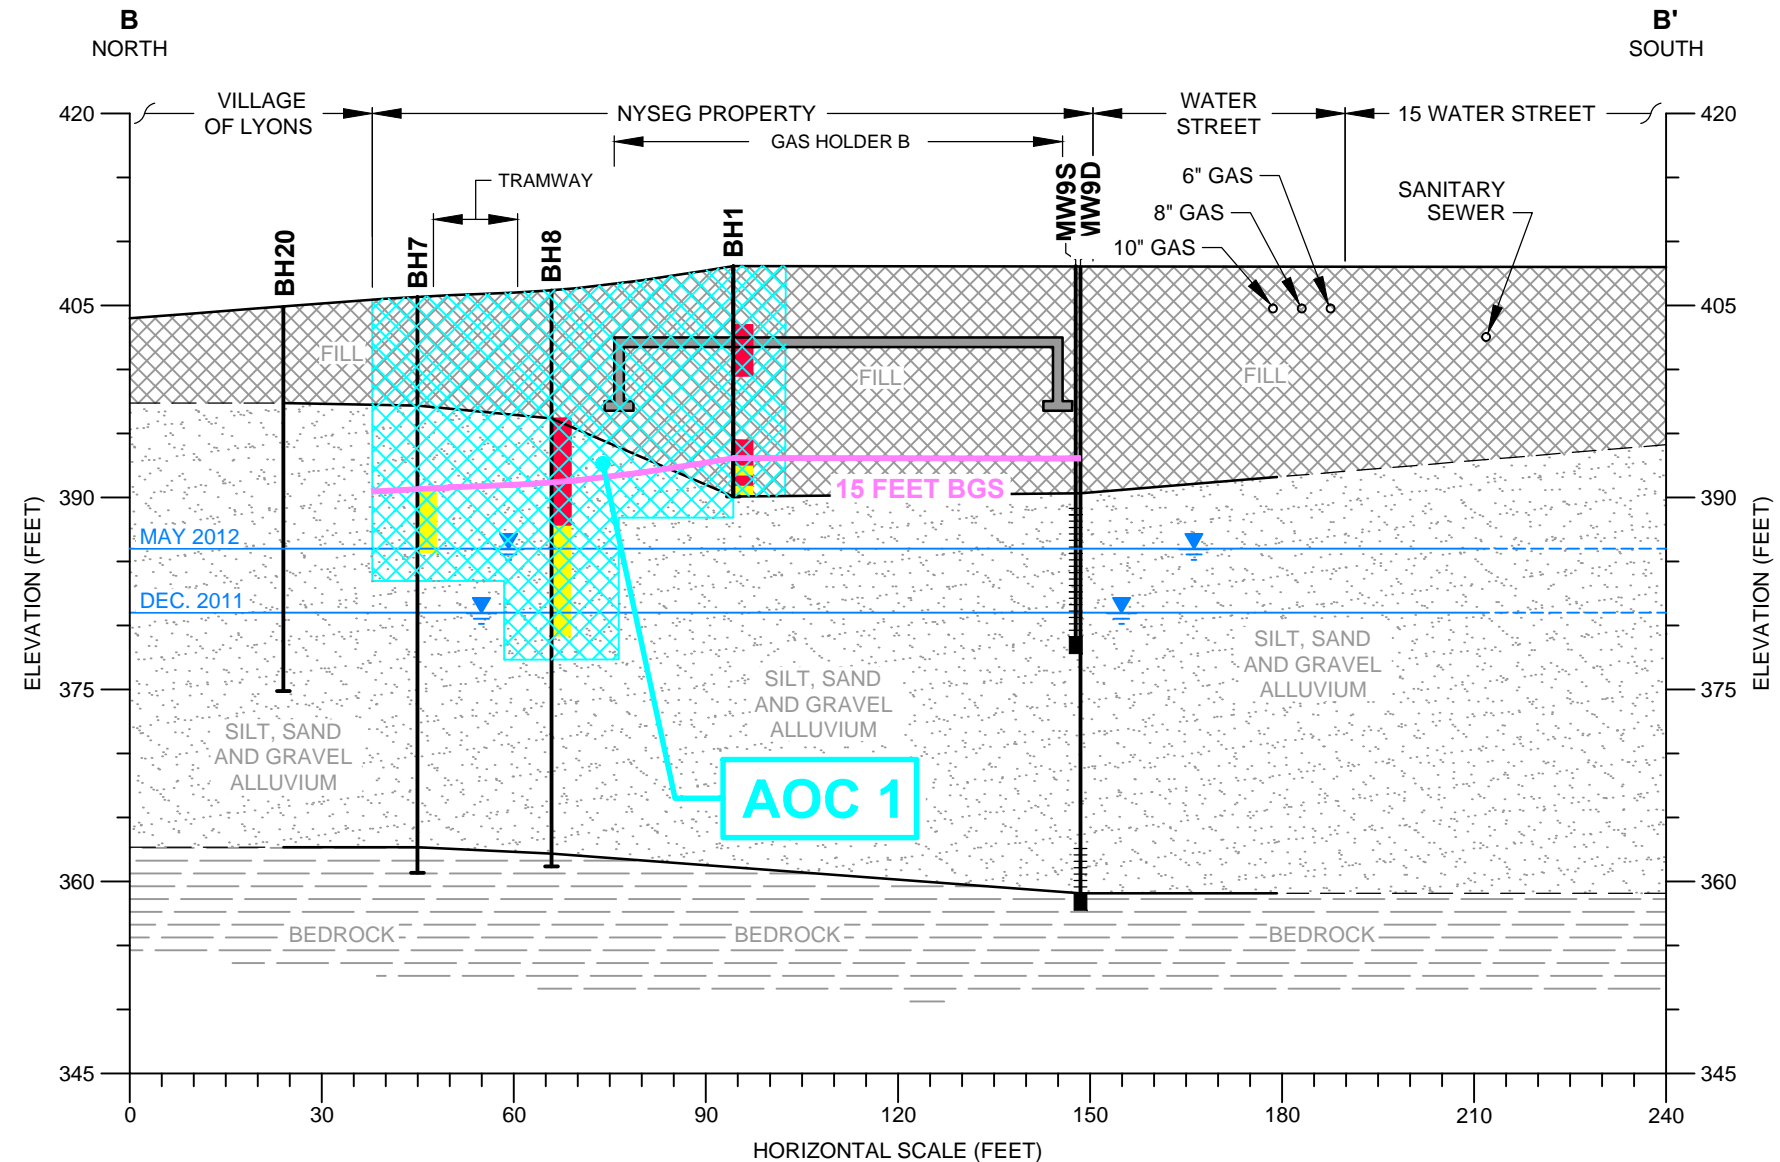 B
NORTH
B'
SOUTH
VILLAGE
OF LYONS
NYSEG PROPERTY
WATER
STREET
15 WATER STREET
GAS HOLDER B
TRAMWAY
6" GAS
8" GAS
10" GAS
SANITARY
SEWER
BH20
BH7
BH8
BH1
MW9S
MW9D
420
405
390
375
360
345
ELEVATION (FEET)
420
405
390
375
360
345
ELEVATION (FEET)
FILL
FILL
FILL
15 FEET BGS
MAY 2012
DEC. 2011
SILT, SAND
AND GRAVEL
ALLUVIUM
SILT, SAND
AND GRAVEL
ALLUVIUM
SILT, SAND
AND GRAVEL
ALLUVIUM
AOC 1
BEDROCK
BEDROCK
BEDROCK
0
30
60
90
120
150
180
210
240
HORIZONTAL SCALE (FEET)